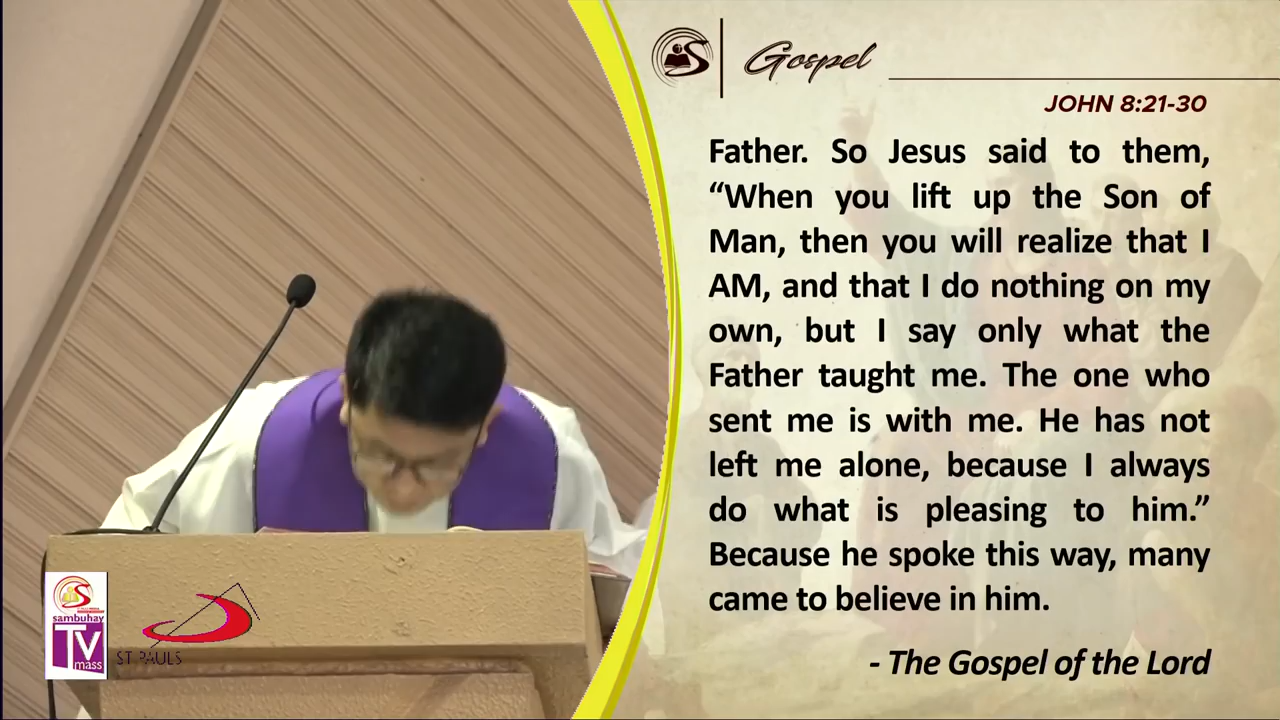 Gospel
JOHN 8:21-30
Father. So Jesus said to them,
“When you lift up the Son of
Man, then you will realize that I
AM, and that I do nothing on my
own, but I say only what the
Father taught me. The one who
sent me is with me. He has not
left me alone, because I always
do what is pleasing to him.”
Because he spoke this way, many
came to believe in him.
- The Gospel of the Lord
sambuhay
TV
mass
ST PAULS